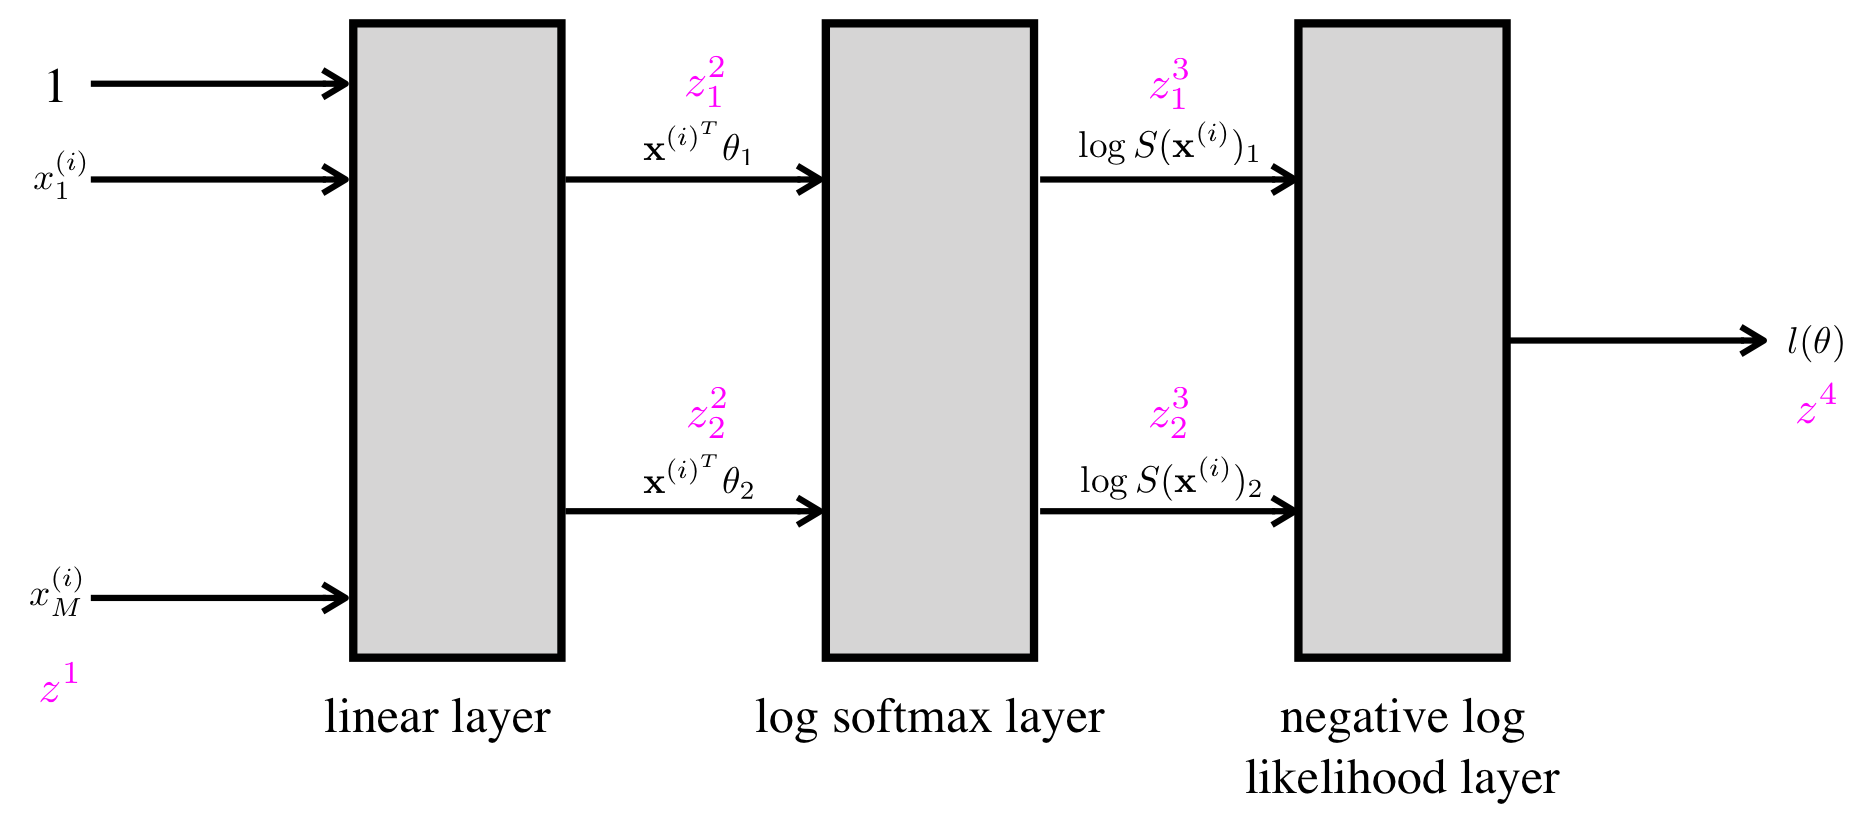 1
x_1^{(i)}
x_M^{(i)}
z^1
linear layer
z_1^2
\mathbf{x}^{(i)^T} \theta_1
z_2^2
\mathbf{x}^{(i)^T} \theta_2
log softmax layer
z_1^3
\log S(\mathbf{x}^{(i)})_1
z_2^3
\log S(\mathbf{x}^{(i)})_2
negative log
likelihood layer
l(\theta)
z^4